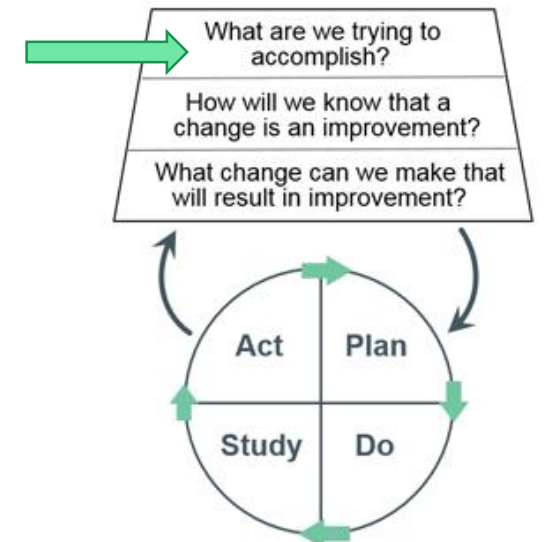 What are we trying to
accomplish?
How will we know that a
change is an improvement?
What change can we make that
will result in improvement?
Act
Plan
Study
Do